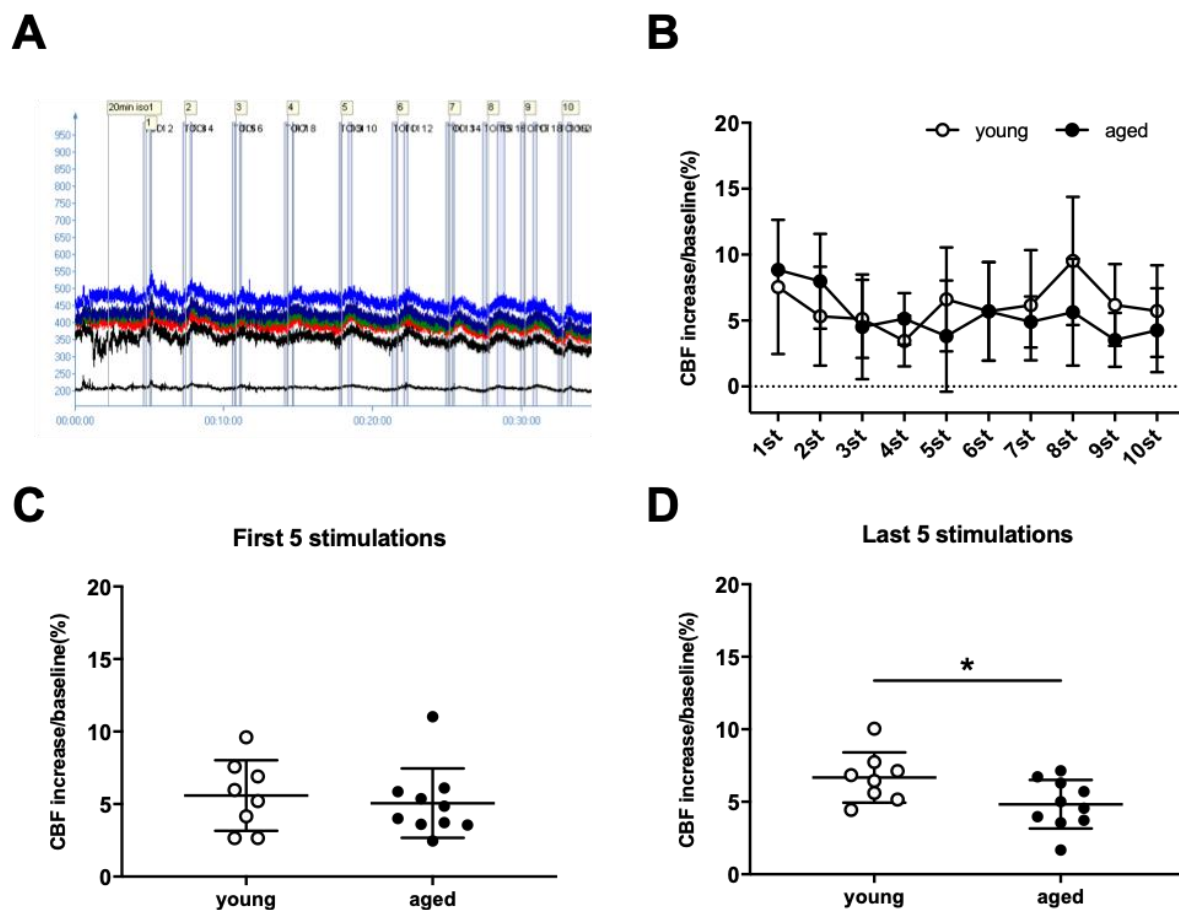 A
20min iso1
2
3
4
5
6
7
8
9
10
1
950
900
850
800
750
700
650
600
550
500
450
400
350
300
250
200
00:00:00
00:10:00
00:20:00
00:30:00
B
CBF increase/baseline(%)
20
15
10
5
0
young
aged
1st
2st
3st
4st
5st
6st
7st
8st
9st
10st
C
First 5 stimulations
CBF increase/baseline(%)
20
15
10
5
0
young
aged
D
Last 5 stimulations
CBF increase/baseline(%)
20
15
10
5
0
*
young
aged